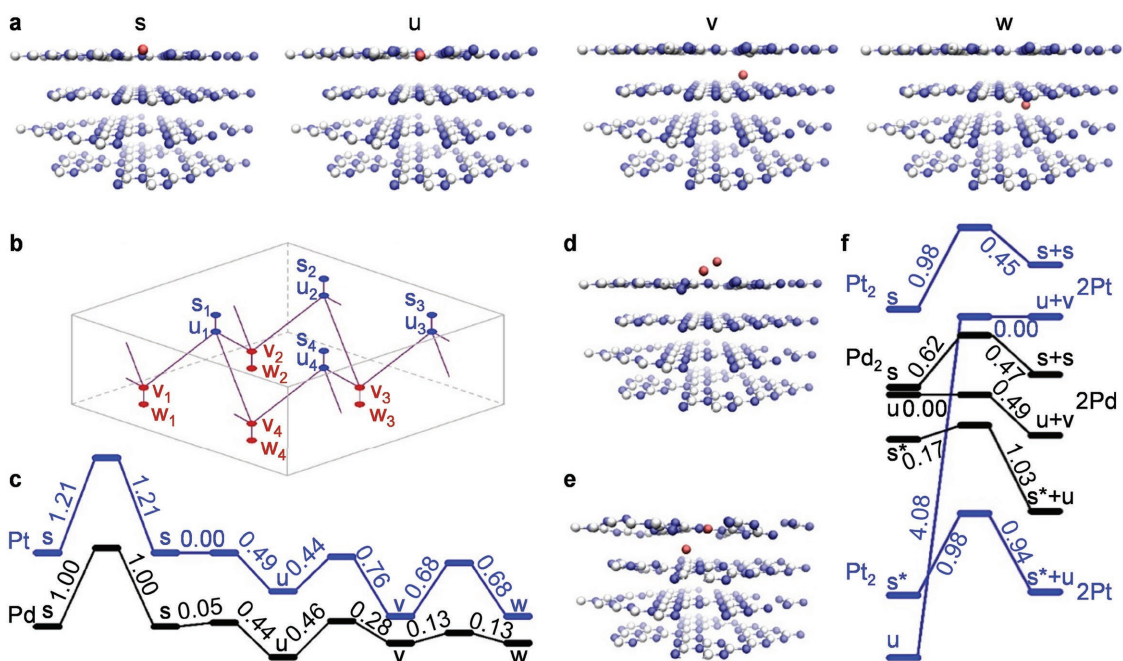 a
s
u
v
w
b
s2
u2
s1
u1
s3
u3
s4
u4
v2
w2
v1
w1
v3
w3
v4
w4
c
Pt
s
1.21
1.21
s
0.00
0.49
u
0.44
0.76
v
0.68
0.68
w
Pd
s
1.00
1.00
s
0.05
0.44
u
0.46
0.28
v
0.13
0.13
w
d
e
f
Pt2
s
0.98
0.45
s+s
2Pt
u+v
0.00
Pd2
s
0.62
0.47
s+s
2Pd
u
0.00
0.49
u+v
s*
0.17
1.03
s*+u
4.08
Pt2
s*
0.98
0.94
s*+u
2Pt
u